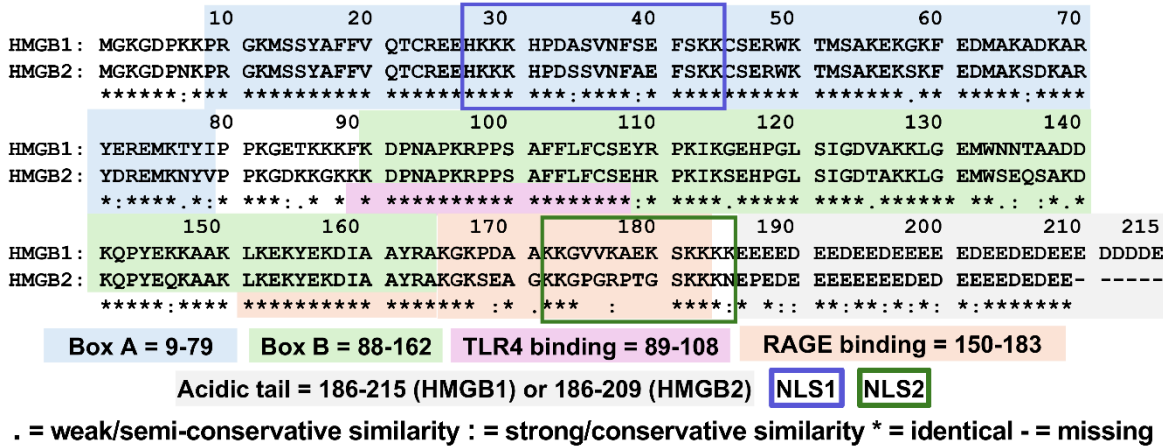 10 20 30 40 50 60 70
HMGB1: MGKGDPKKPR GKMSSYAFFV QTCREEHKKK HPDASVNFSE FSKKCSERWK TMSAKEKGKF EDMAKADKAR
HMGB2: MGKGDPNKPR GKMSSYAFFV QTCREEHKKK HPDSSVNFAE FSKKCSERWK TMSAKEKSKF EDMAKSDKAR
******:*** ********** ********** ***:****:* ********** *******.** *****:****
80 90 100 110 120 130 140
HMGB1: YEREMKTYIP PKGETKKKFK DPNAPKRPPS AFFLFCSEYR PKIKGEHPGL SIGDVAKKLG EMWNNTAADD
HMGB2: YDREMKNYVP PKGDKKGKKK DPNAPKRPPS AFFLFCSEHR PKIKSEHPGL SIGDTAKKLG EMWSEQSAKD
*:****:*:* ***:.* * * ********** ********:* ****.***** ****.***** ***.: :*.*
150 160 170 180 190 200 210 215
HMGB1: KQPYEKKAAK LKEKYEKDIA AYRAKGKPDA AKKGVVKAEK SKKKKEEEED EEDEEDEEEE EDEEDEDEEE DDDDE
HMGB2: KQPYEQKAAK LKEKYEKDIA AYRAKGKSEA GKKGPGRPTG SKKKNEPEDE EEEEEEEDED EEEEDEDEE- -----
*****:**** ********** ******* :* .*** : ****:* *:: **:**:*:*: *:*******
Box A = 9-79 Box B = 88-162 TLR4 binding = 89-108 RAGE binding = 150-183
Acidic tail = 186-215 (HMGB1) or 186-209 (HMGB2) NLS1 NLS2
. = weak/semi-conservative similarity : = strong/conservative similarity * = identical - = missing